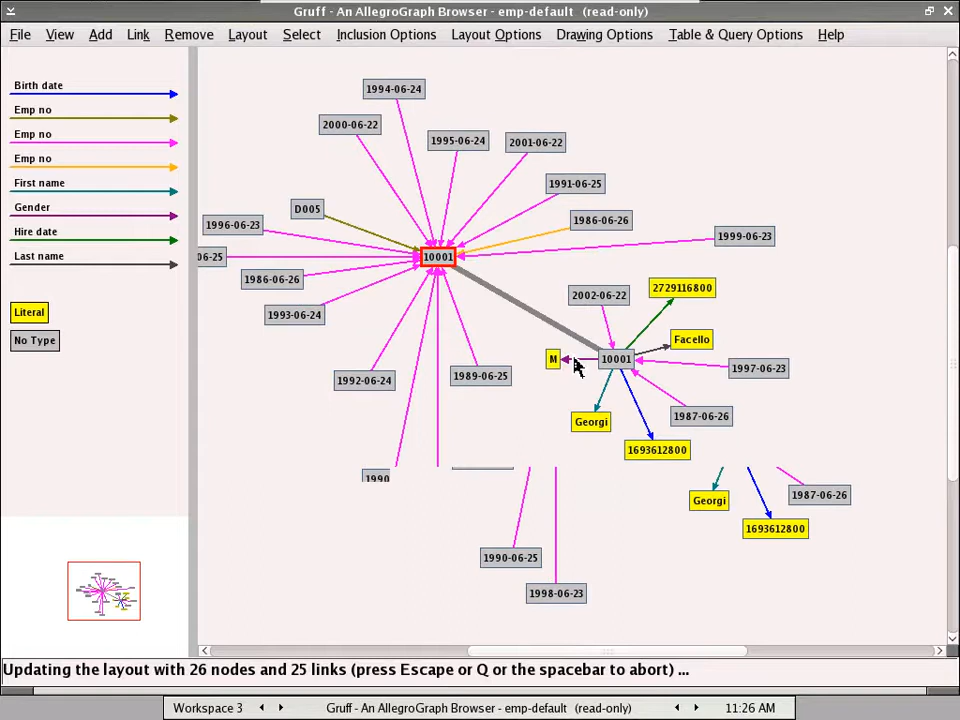 Gruff - An AllegroGraph Browser - emp-default (read-only)
File View Add Link Remove Layout Select Inclusion Options Layout Options Drawing Options Table & Query Options Help
Birth date
Emp no
Emp no
Emp no
First name
Gender
Hire date
Last name
Literal
No Type
1994-06-24
2000-06-22
1995-06-24
2001-06-22
1991-06-25
D005
1986-06-26
1996-06-23
1999-06-23
06-25
10001
1986-06-26
2729116800
2002-06-22
1993-06-24
Facello
M
10001
1997-06-23
1992-06-24
1989-06-25
1987-06-26
Georgi
1693612800
1990
1987-06-26
Georgi
1693612800
1990-06-25
1998-06-23
Updating the layout with 26 nodes and 25 links (press Escape or Q or the spacebar to abort) ...
Workspace 3 Gruff - An AllegroGraph Browser - emp-default (read-only) 11:26 AM